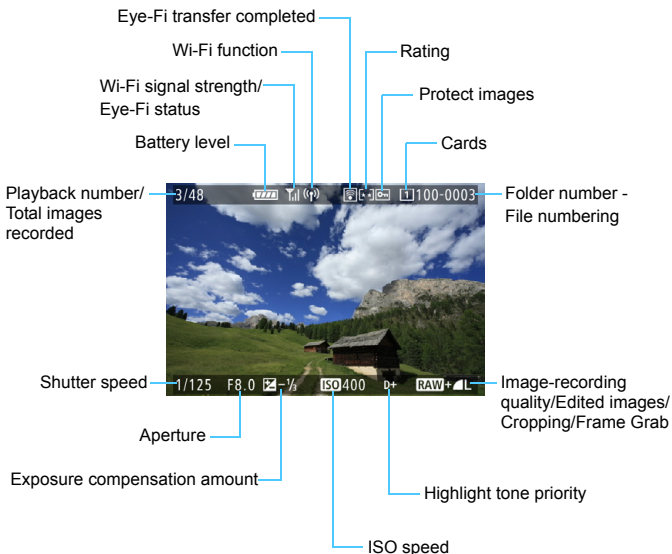 Eye-Fi transfer completed
Wi-Fi function
Rating
Wi-Fi signal strength/
Eye-Fi status
Protect images
Battery level
Cards
Playback number/
Total images
recorded
3/48
1 100-0003
Folder number -
File numbering
Shutter speed
1/125 F8.0 -1/3 ISO 400 D+ RAW+L
Image-recording
quality/Edited images/
Cropping/Frame Grab
Aperture
Exposure compensation amount
Highlight tone priority
ISO speed